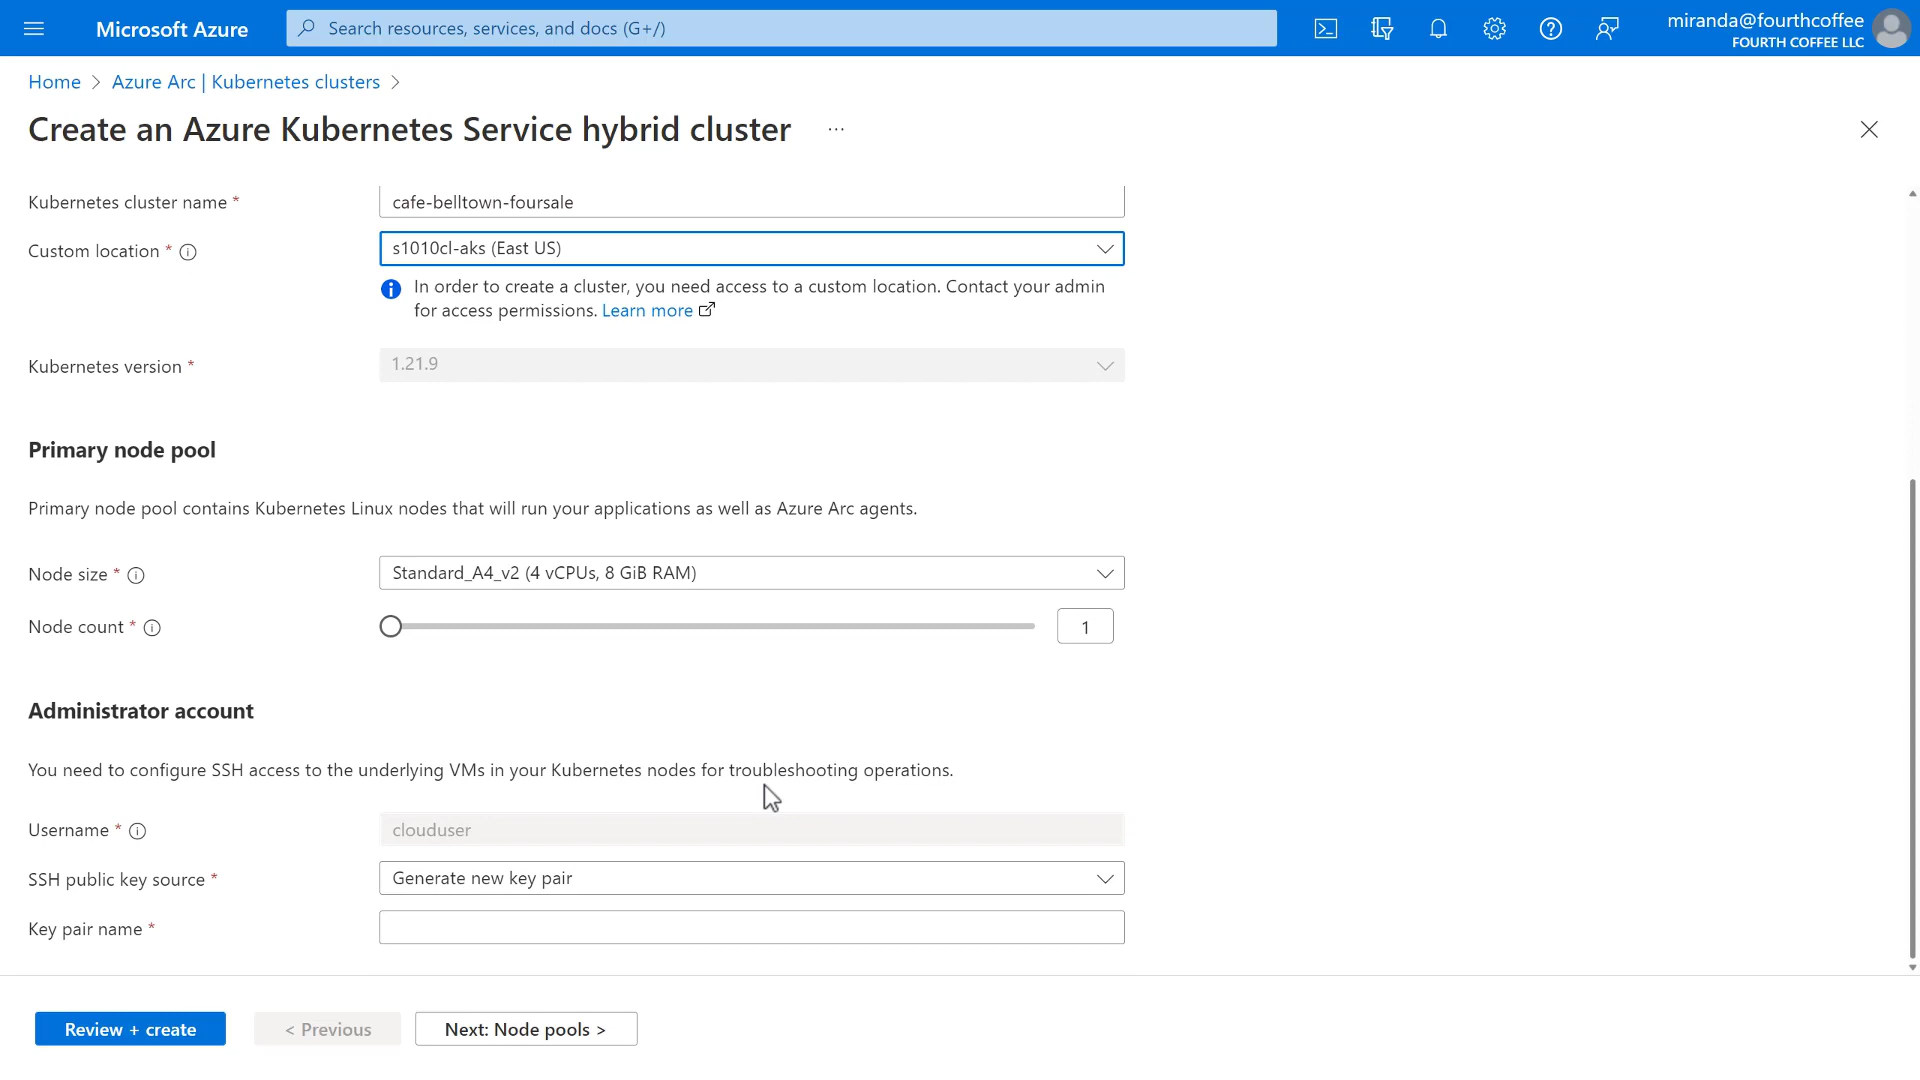 Microsoft Azure
Search resources, services, and docs (G+/)
miranda@fourthcoffee
FOURTH COFFEE LLC
Home > Azure Arc | Kubernetes clusters >
Create an Azure Kubernetes Service hybrid cluster ...
Kubernetes cluster name *
cafe-belltown-foursale
Custom location *
s1010cl-aks (East US)
In order to create a cluster, you need access to a custom location. Contact your admin
for access permissions. Learn more
Kubernetes version *
1.21.9
Primary node pool
Primary node pool contains Kubernetes Linux nodes that will run your applications as well as Azure Arc agents.
Node size *
Standard_A4_v2 (4 vCPUs, 8 GiB RAM)
Node count *
1
Administrator account
You need to configure SSH access to the underlying VMs in your Kubernetes nodes for troubleshooting operations.
Username *
clouduser
SSH public key source *
Generate new key pair
Key pair name *
Review + create
< Previous
Next: Node pools >